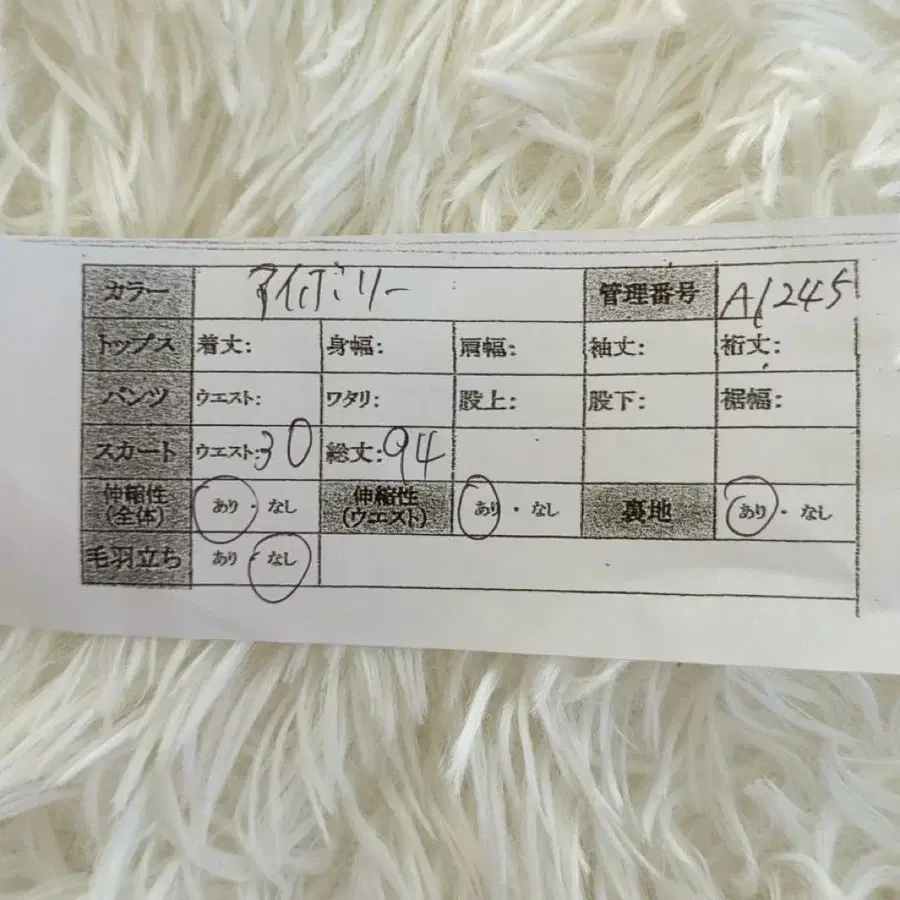 カラー アイボリー 管理番号 A1245
トップス 着丈: 身幅: 肩幅: 袖丈: 裄丈:
パンツ ウエスト: ワタリ: 股上: 股下: 裾幅:
スカート ウエスト:30 総丈:94
伸縮性(全体) あり・なし 伸縮性(ウエスト) あり・なし 裏地 あり・なし
毛羽立ち あり なし